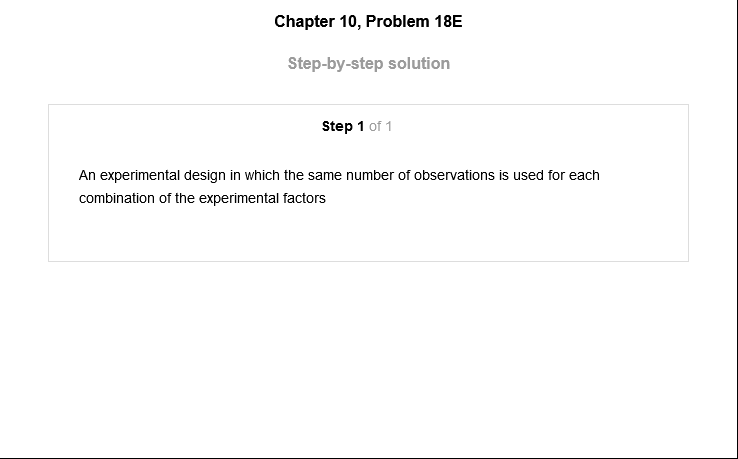 Chapter 10, Problem 18E
Step-by-step solution
Step 1 of 1
An experimental design in which the same number of observations is used for each
combination of the experimental factors